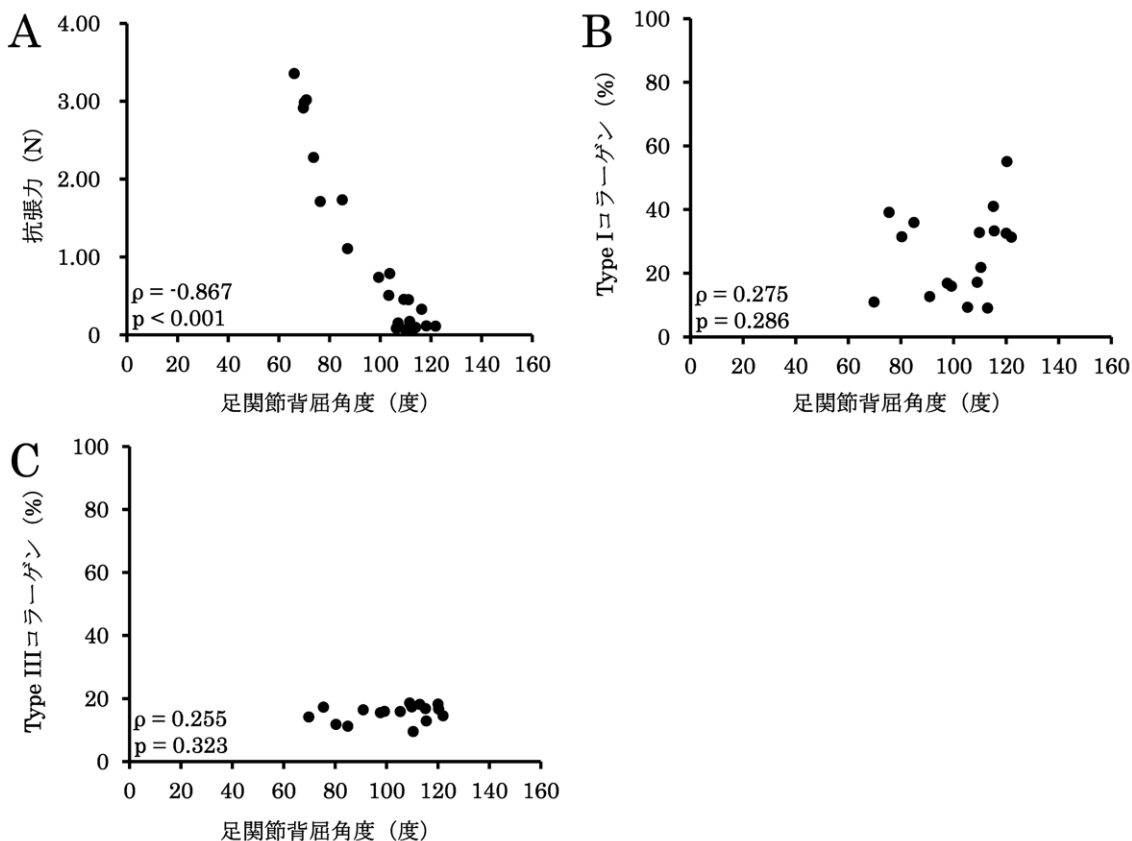 A
4.00
3.00
2.00
1.00
0
抗張力（N）
ρ = -0.867
p < 0.001
0 20 40 60 80 100 120 140 160
足関節背屈角度（度）
B
100
80
60
40
20
0
Type Iコラーゲン（%）
ρ = 0.275
p = 0.286
0 20 40 60 80 100 120 140 160
足関節背屈角度（度）
C
100
80
60
40
20
0
Type IIIコラーゲン（%）
ρ = 0.255
p = 0.323
0 20 40 60 80 100 120 140 160
足関節背屈角度（度）